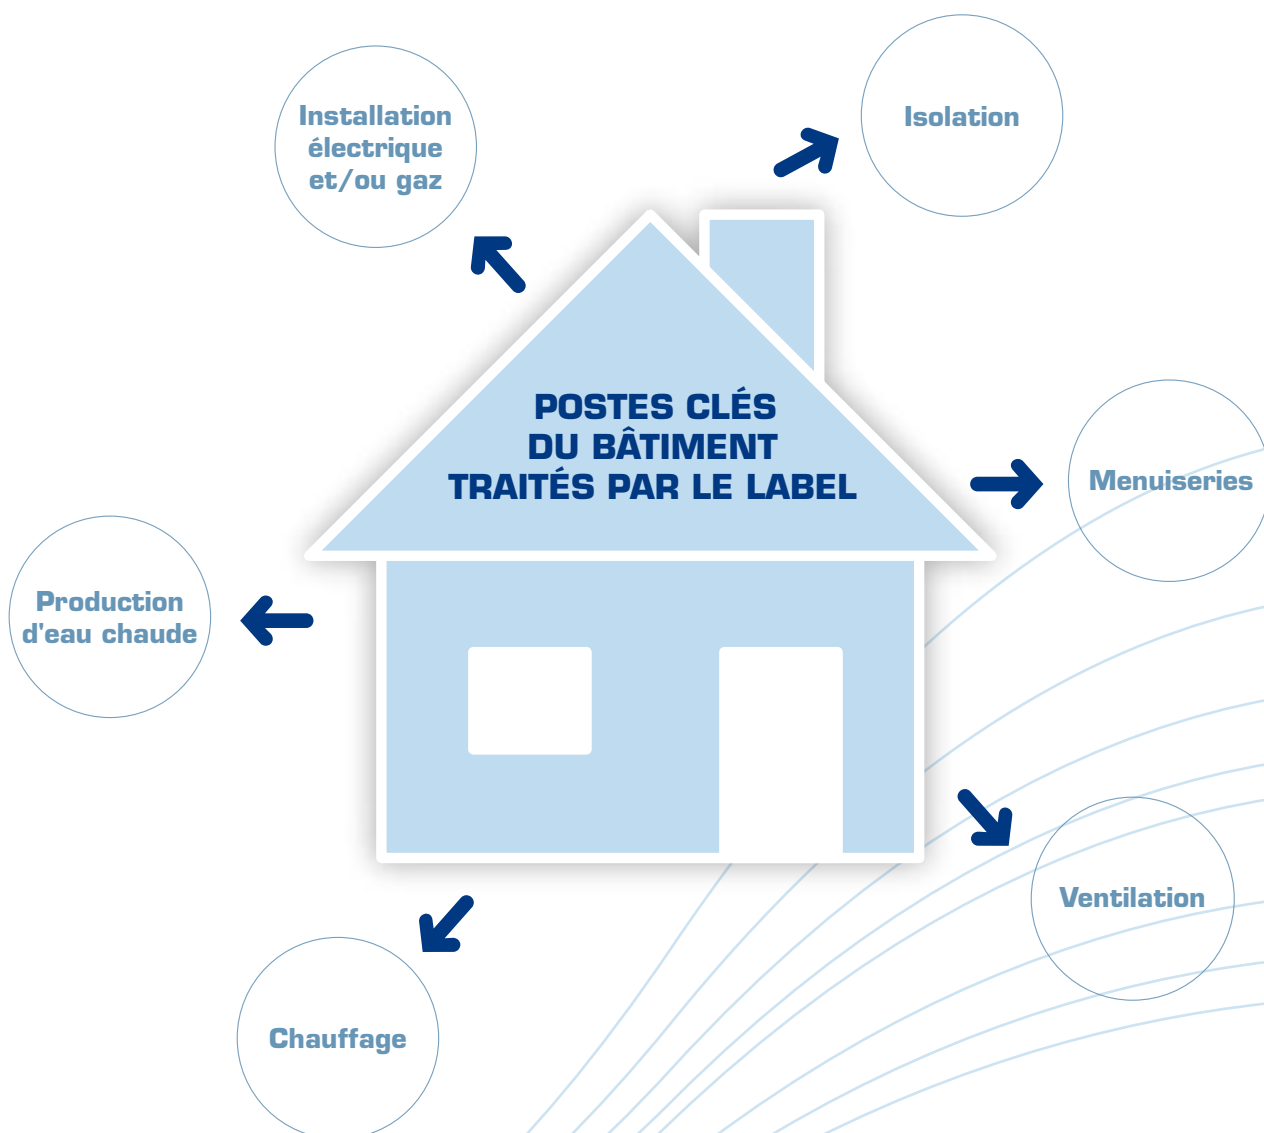 Installation
électrique
et/ou gaz
Isolation
POSTES CLÉS
DU BÂTIMENT
TRAITÉS PAR LE LABEL
Menuiseries
Production
d'eau chaude
Ventilation
Chauffage